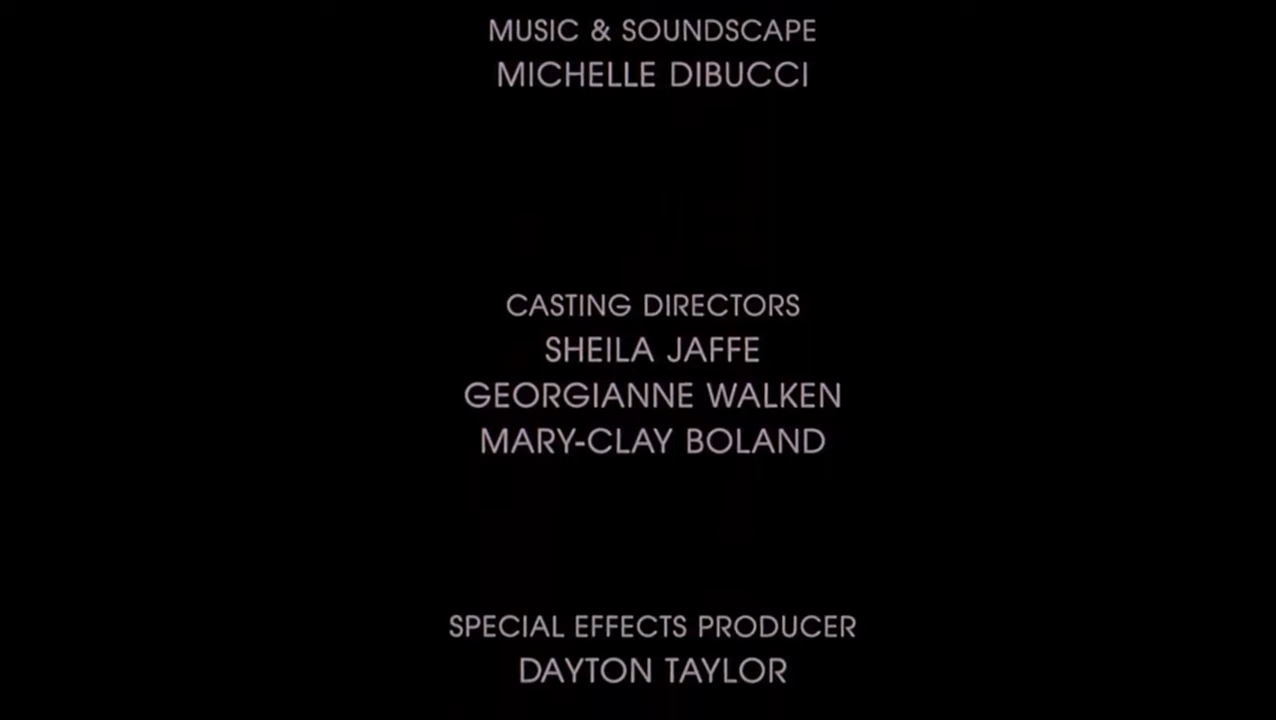 MUSIC & SOUNDSCAPE
MICHELLE DIBUCCI
CASTING DIRECTORS
SHEILA JAFFE
GEORGIANNE WALKEN
MARY-CLAY BOLAND
SPECIAL EFFECTS PRODUCER
DAYTON TAYLOR